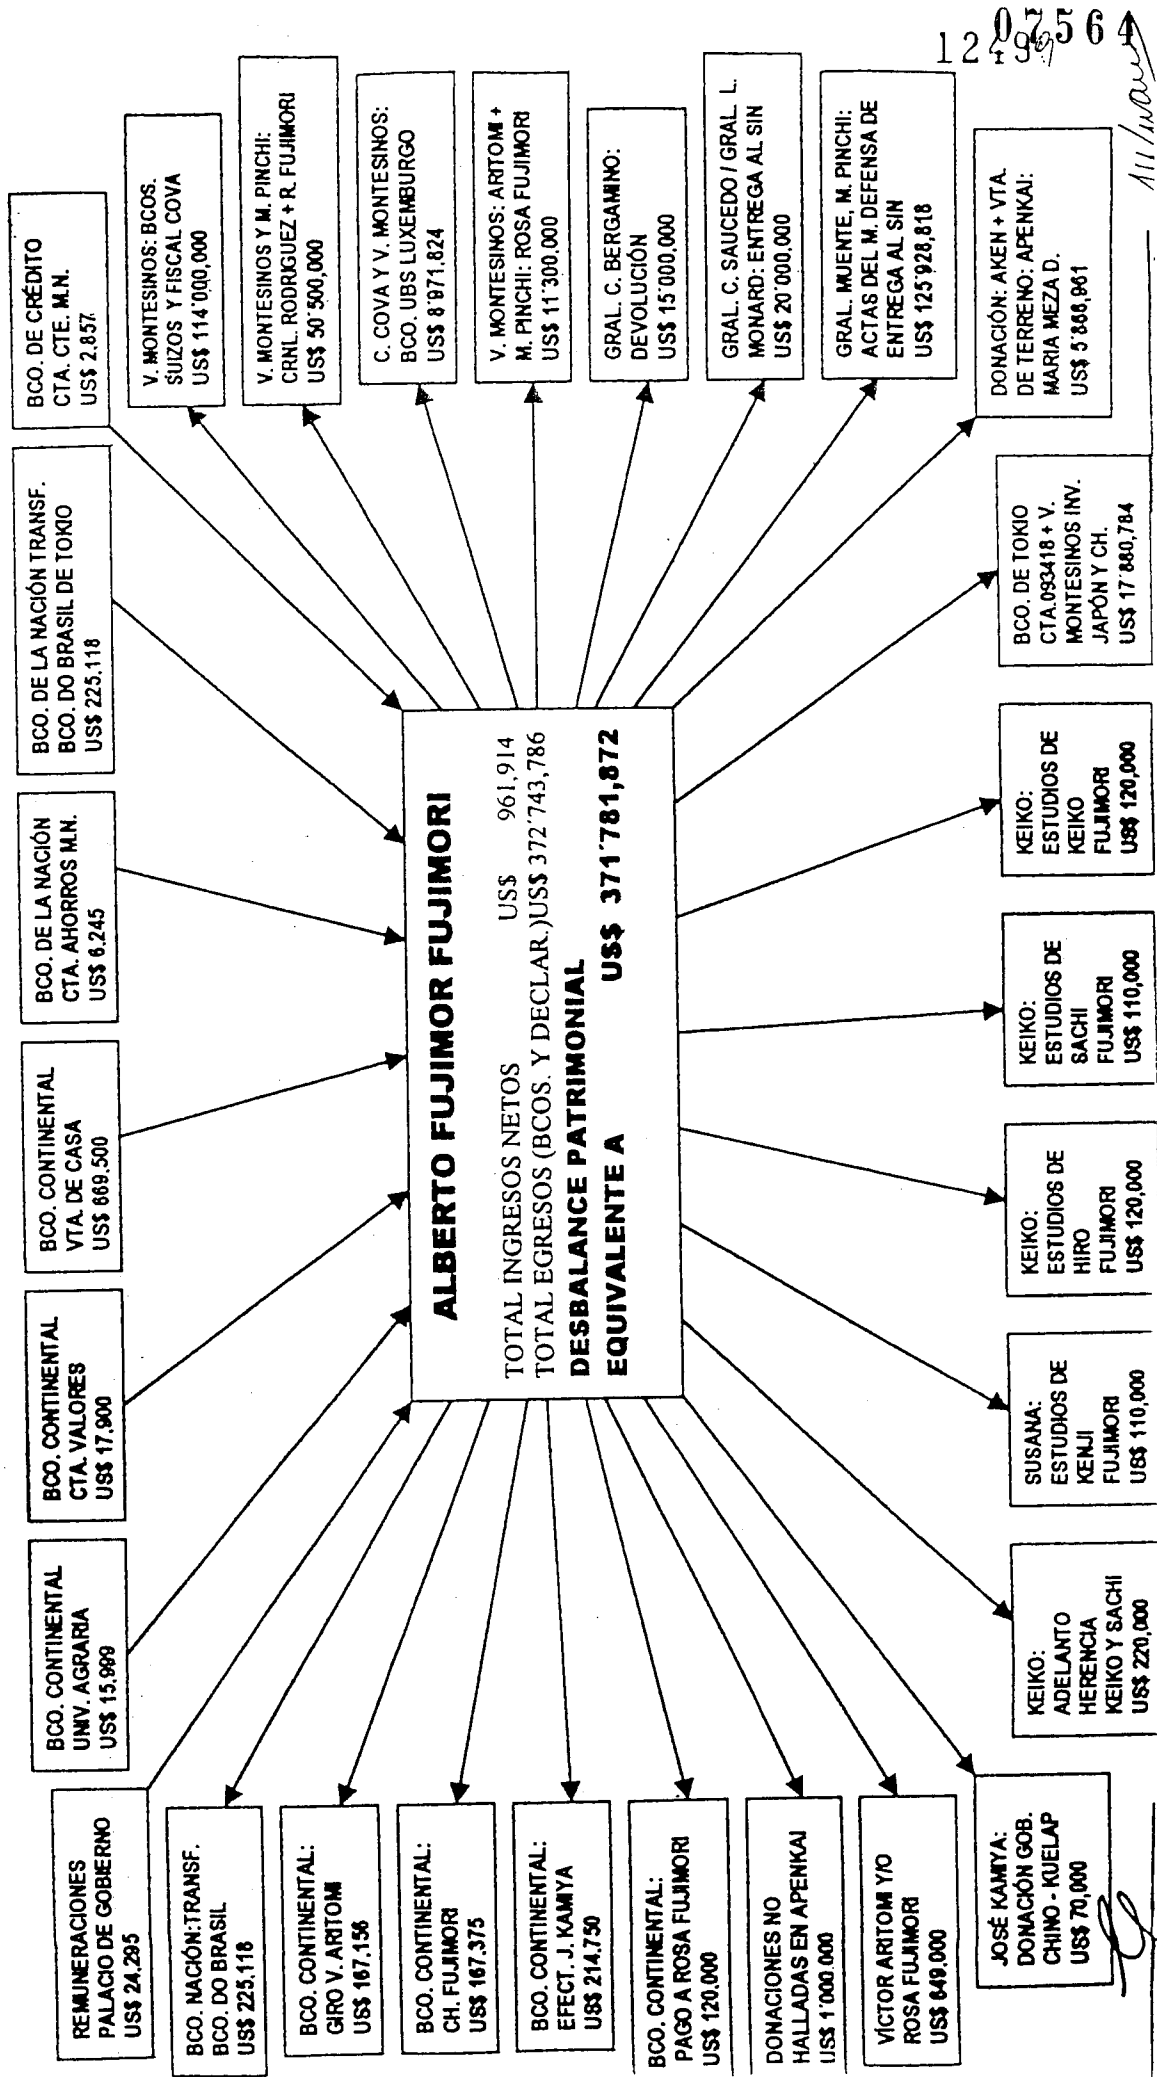 07564
BCO. DE CRÉDITO
CTA. CTE. M.N.
US$ 2,857
BCO. DE LA NACIÓN TRANSF.
BCO. DO BRASIL DE TOKIO
US$ 225,118
BCO. DE LA NACIÓN
CTA. AHORROS M.N.
US$ 6,245
BCO. CONTINENTAL
VTA. DE CASA
US$ 669,500
BCO. CONTINENTAL
CTA. VALORES
US$ 17,900
BCO. CONTINENTAL
UNIV. AGRARIA
US$ 15,999
REMUNERACIONES
PALACIO DE GOBIERNO
US$ 24,295
BCO. NACIÓN:TRANSF.
BCO. DO BRASIL
US$ 225,118
BCO. CONTINENTAL:
GIRO V. ARITOMI
US$ 167,156
BCO. CONTINENTAL:
CH. FUJIMORI
US$ 167,375
BCO. CONTINENTAL:
EFECT. J. KAMIYA
US$ 214,750
BCO. CONTINENTAL:
PAGO A ROSA FUJIMORI
US$ 120,000
DONACIONES NO
HALLADAS EN APENKAI
US$ 1'000,000
VÍCTOR ARITOMI Y/O
ROSA FUJIMORI
US$ 649,000
JOSÉ KAMIYA:
DONACIÓN GOB.
CHINO - KUELAP
US$ 70,000
ALBERTO FUJIMOR FUJIMORI
TOTAL INGRESOS NETOS US$ 961,914
TOTAL EGRESOS (BCOS. Y DECLAR.)US$ 372'743,786
DESBALANCE PATRIMONIAL
EQUIVALENTE A US$ 371'781,872
V. MONTESINOS: BCOS.
SUIZOS Y FISCAL COVA
US$ 114'000,000
V. MONTESINOS Y M. PINCHI:
CRNL. RODRIGUEZ + R. FUJIMORI
US$ 50'500,000
C. COVA Y V. MONTESINOS:
BCO. UBS LUXEMBURGO
US$ 8'971,824
V. MONTESINOS: ARITOMI +
M. PINCHI: ROSA FUJIMORI
US$ 11'300,000
GRAL. C. BERGAMINO:
DEVOLUCIÓN
US$ 15'000,000
GRAL. C. SAUCEDO / GRAL. L.
MONARD: ENTREGA AL SIN
US$ 20'000,000
GRAL. MUENTE, M. PINCHI:
ACTAS DEL M. DEFENSA DE
ENTREGA AL SIN
US$ 125'928,818
DONACIÓN: AKEN + VTA.
DE TERRENO: APENKAI:
MARIA MEZA D.
US$ 5'866,961
BCO. DE TOKIO
CTA.093418 + V.
MONTESINOS INV.
JAPÓN Y CH.
US$ 17'880,784
KEIKO:
ESTUDIOS DE
KEIKO
FUJIMORI
US$ 120,000
KEIKO:
ESTUDIOS DE
SACHI
FUJIMORI
US$ 110,000
KEIKO:
ESTUDIOS DE
HIRO
FUJIMORI
US$ 120,000
SUSANA:
ESTUDIOS DE
KENJI
FUJIMORI
US$ 110,000
KEIKO:
ADELANTO
HERENCIA
KEIKO Y SACHI
US$ 220,000